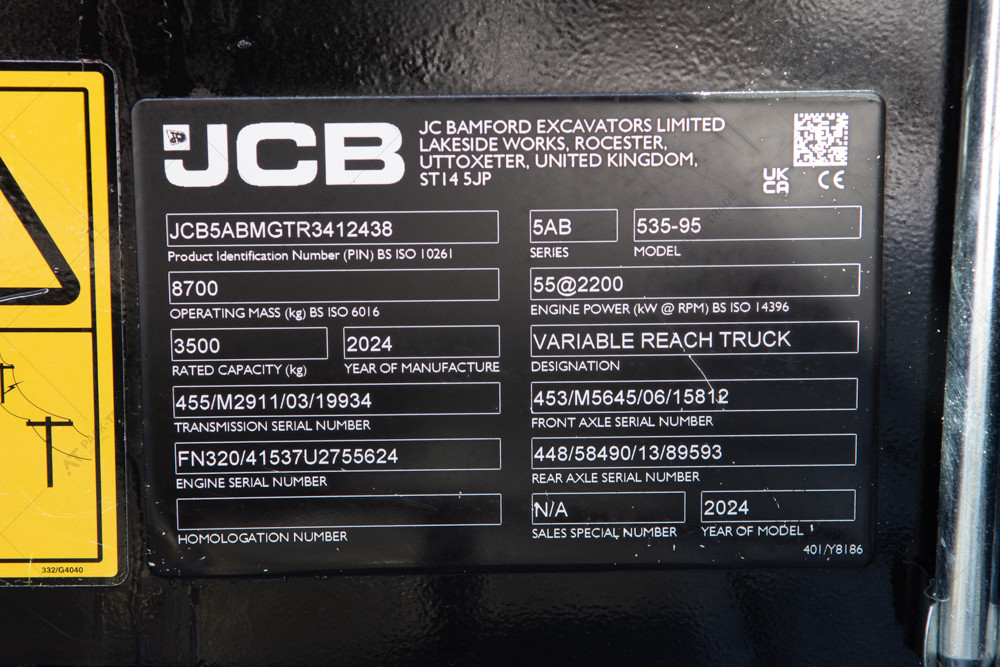 JCB
JC BAMFORD EXCAVATORS LIMITED
LAKESIDE WORKS, ROCESTER,
UTTOXETER, UNITED KINGDOM,
ST14 5JP
UK
CA
CE
JCB5ABMGTR3412438
Product Identification Number (PIN) BS ISO 10261
5AB
SERIES
535-95
MODEL
8700
OPERATING MASS (kg) BS ISO 6016
55@2200
ENGINE POWER (kW @ RPM) BS ISO 14396
3500
RATED CAPACITY (kg)
2024
YEAR OF MANUFACTURE
VARIABLE REACH TRUCK
DESIGNATION
455/M2911/03/19934
TRANSMISSION SERIAL NUMBER
453/M5645/06/15812
FRONT AXLE SERIAL NUMBER
FN320/41537U2755624
ENGINE SERIAL NUMBER
448/58490/13/89593
REAR AXLE SERIAL NUMBER
HOMOLOGATION NUMBER
N/A
SALES SPECIAL NUMBER
2024
YEAR OF MODEL
401/Y8186
332/G4040